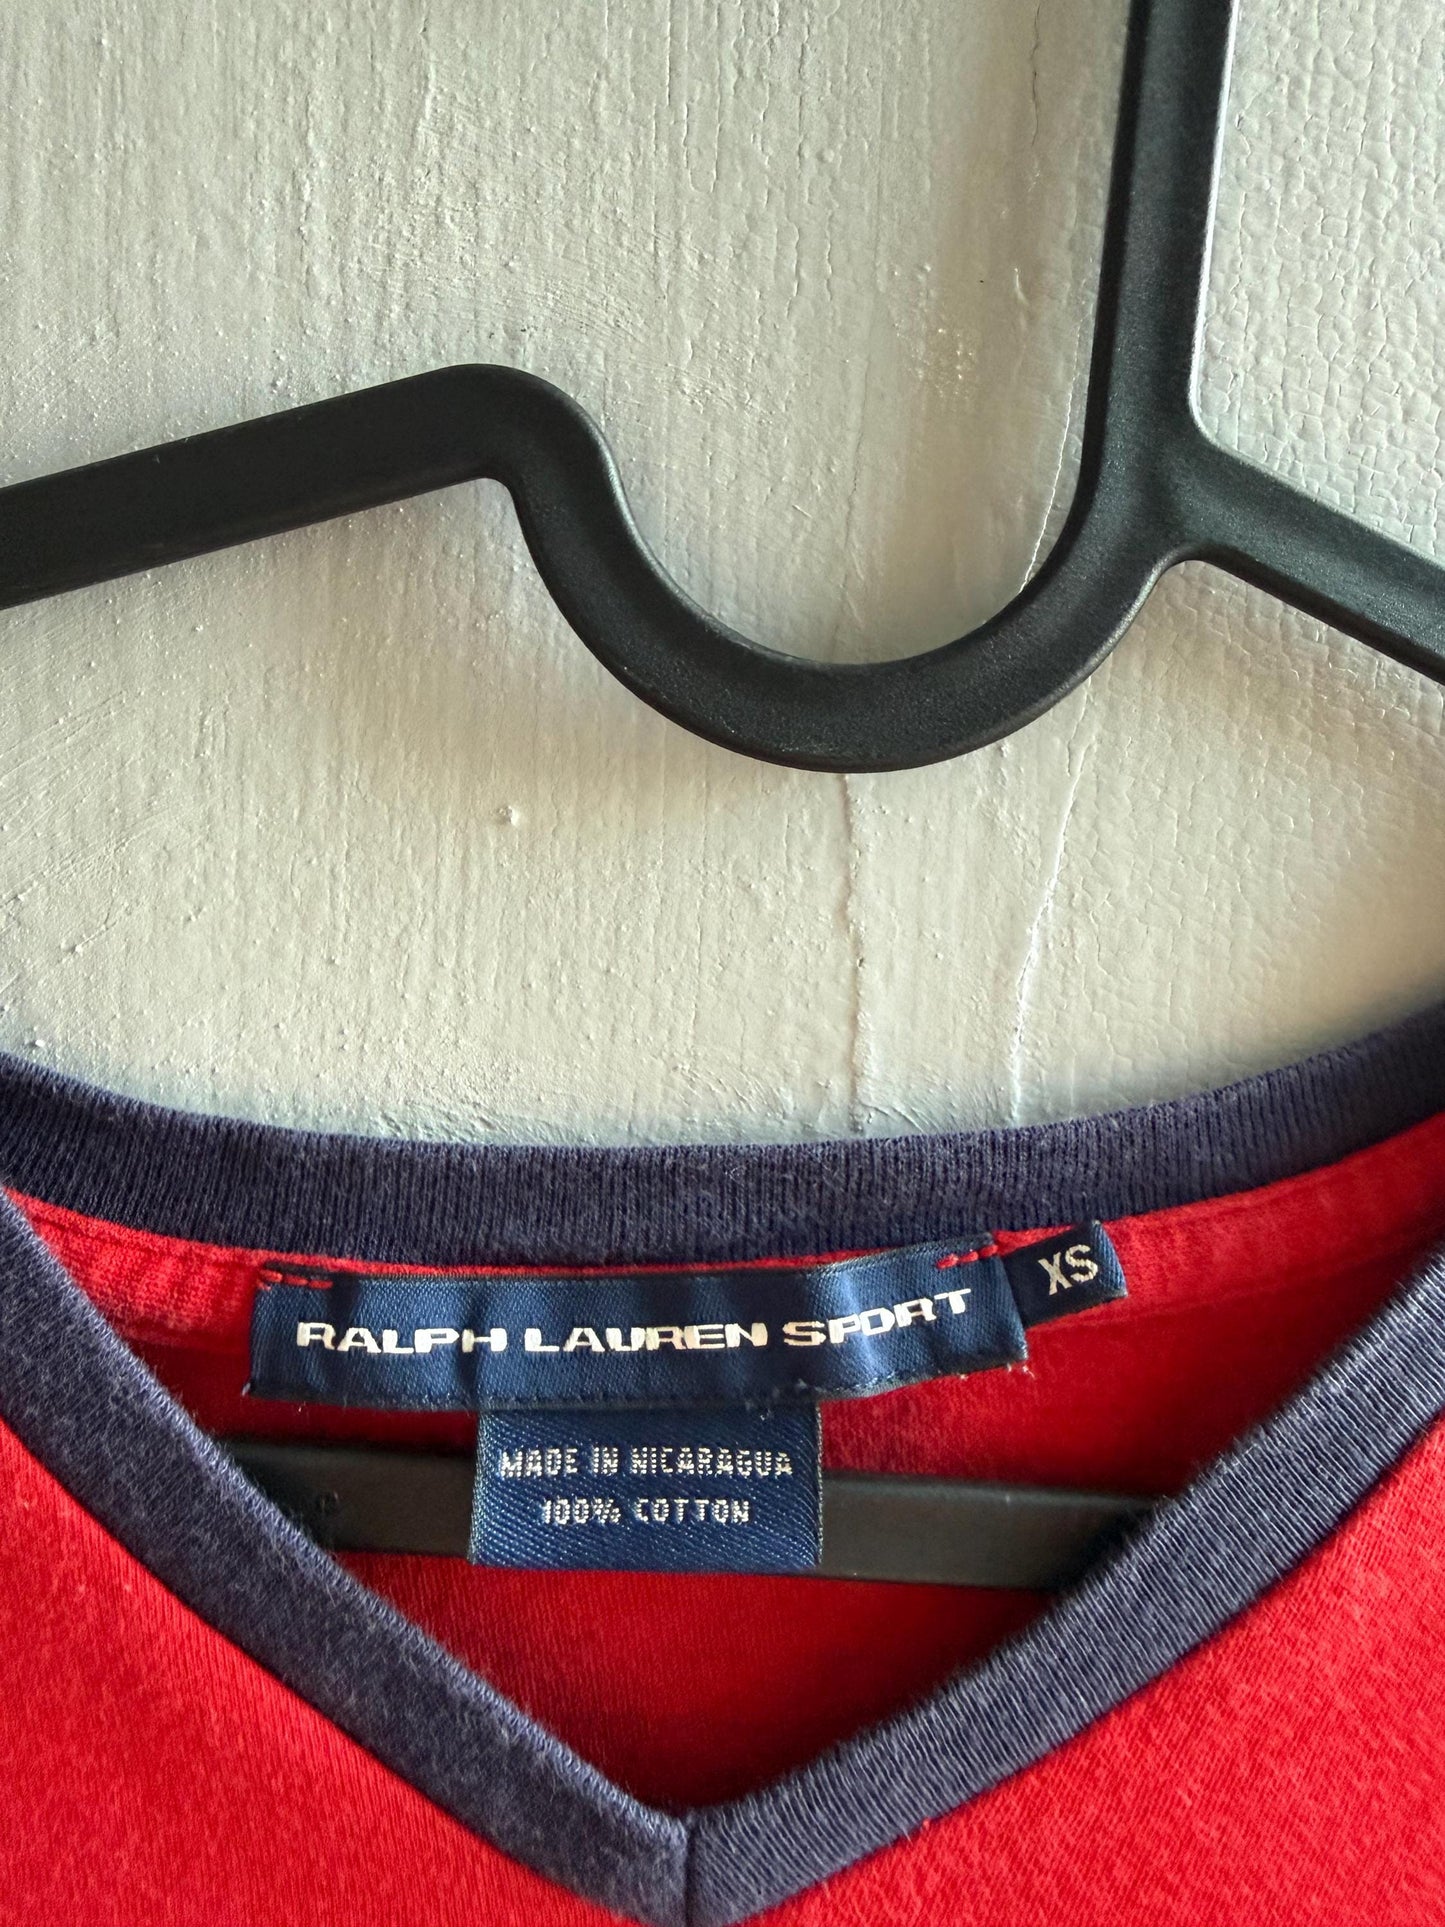 RALPH LAUREN SPORT
XS
MADE IN NICARAGUA
100% COTTON